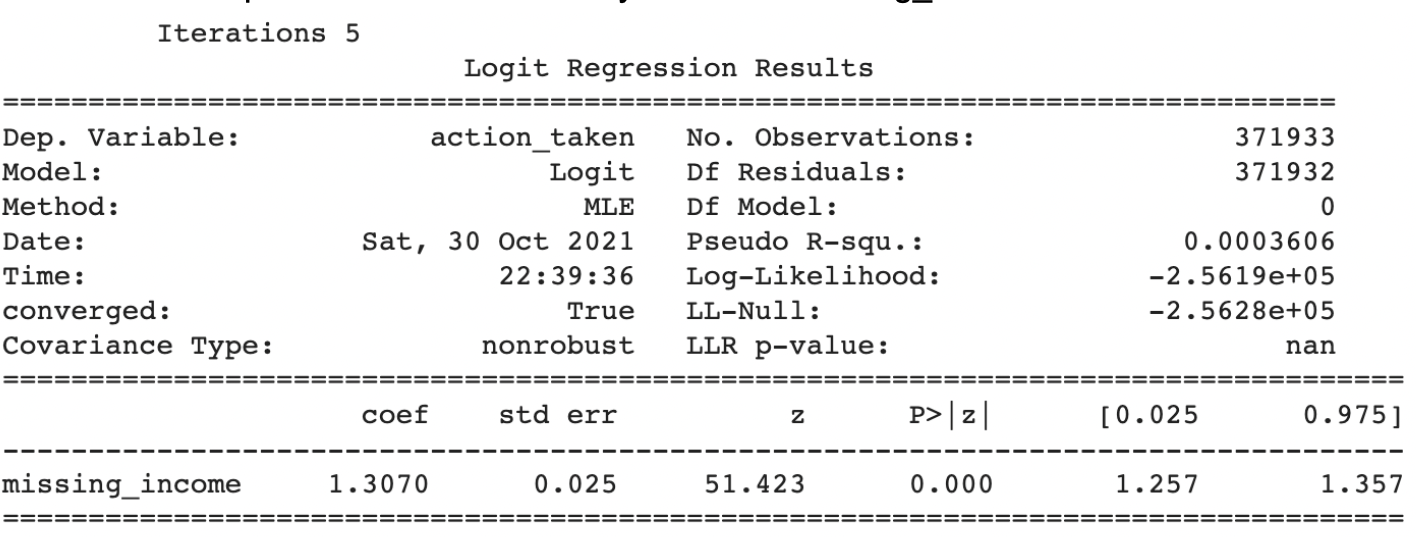 Iterations 5
Logit Regression Results
==============================================================================
Dep. Variable: action_taken No. Observations: 371933
Model: Logit Df Residuals: 371932
Method: MLE Df Model: 0
Date: Sat, 30 Oct 2021 Pseudo R-squ.: 0.0003606
Time: 22:39:36 Log-Likelihood: -2.5619e+05
converged: True LL-Null: -2.5628e+05
Covariance Type: nonrobust LLR p-value: nan
==================================================================================
coef std err z P>|z| [0.025 0.975]
----------------------------------------------------------------------------------
missing_income 1.3070 0.025 51.423 0.000 1.257 1.357
==================================================================================